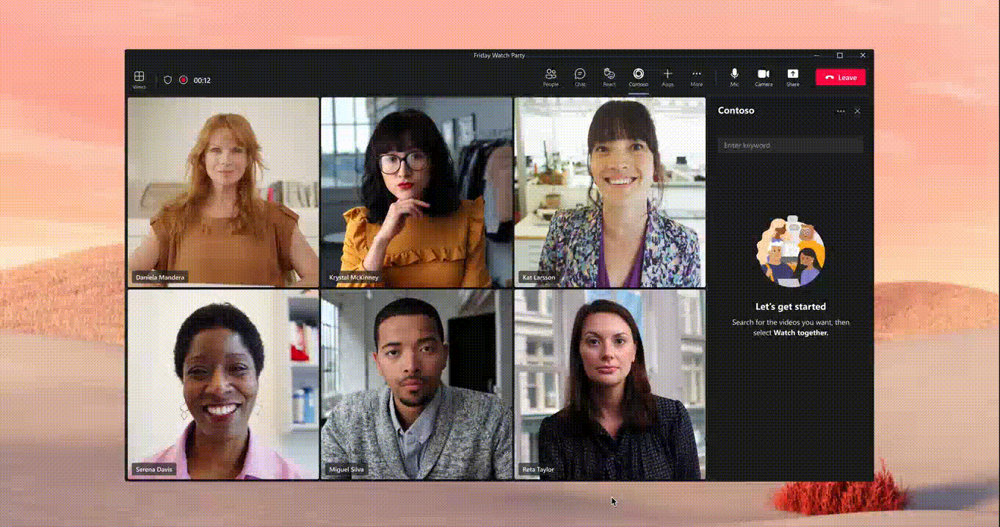 Friday Watch Party
Views
00:12
People
Chat
React
Contoso
Apps
More
Mic
Camera
Share
Leave
Contoso
Enter keyword
Let's get started
Search for the videos you want, then
select Watch together.
Daniela Mandera
Krystal McKinney
Kat Larsson
Serena Davis
Miguel Silva
Reta Taylor